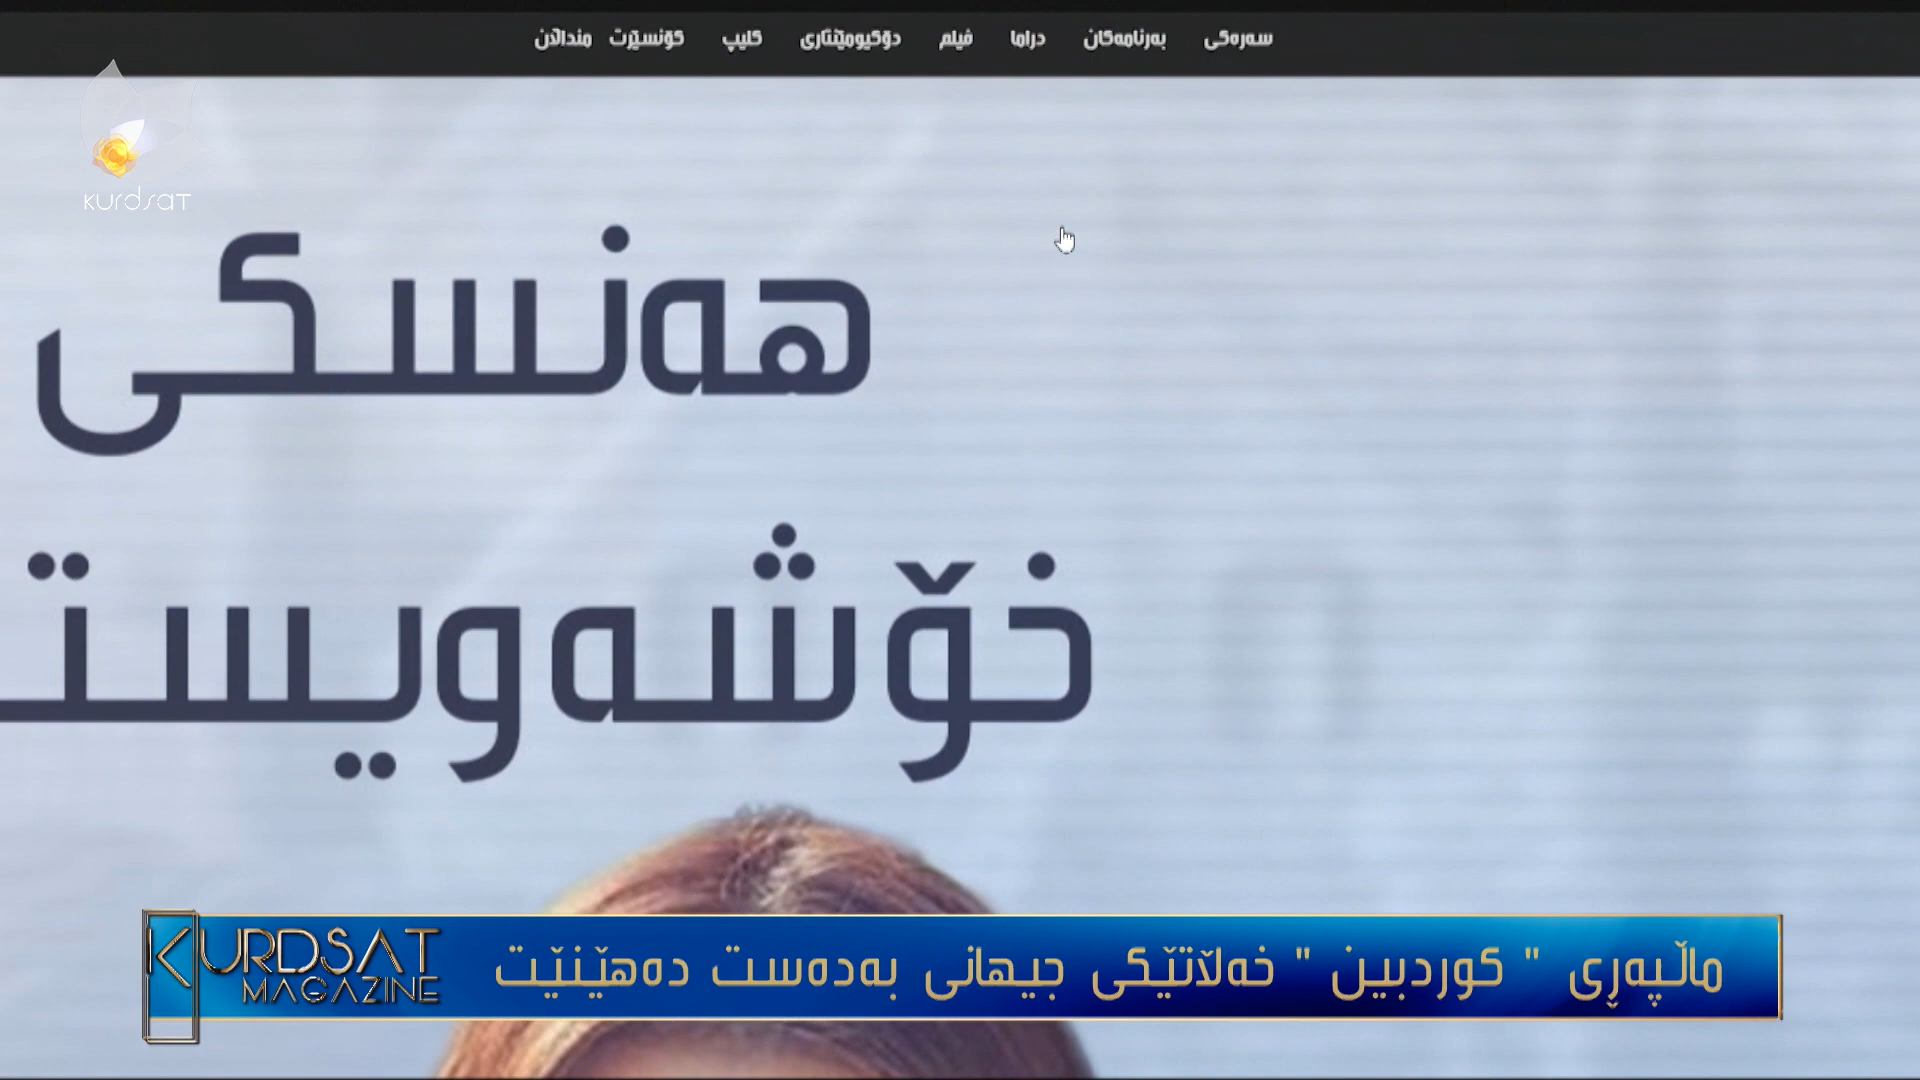 سەرەکی بەرنامەکان دراما فیلم دۆکیومێنتاری کلیپ کۆنسێرت منداڵان
kurdsat
هەنسکی
خۆشەویست
KURDSAT
MAGAZINE
ماڵپەڕی " کوردبین " خەڵاتێکی جیهانی بەدەست دەهێنێت